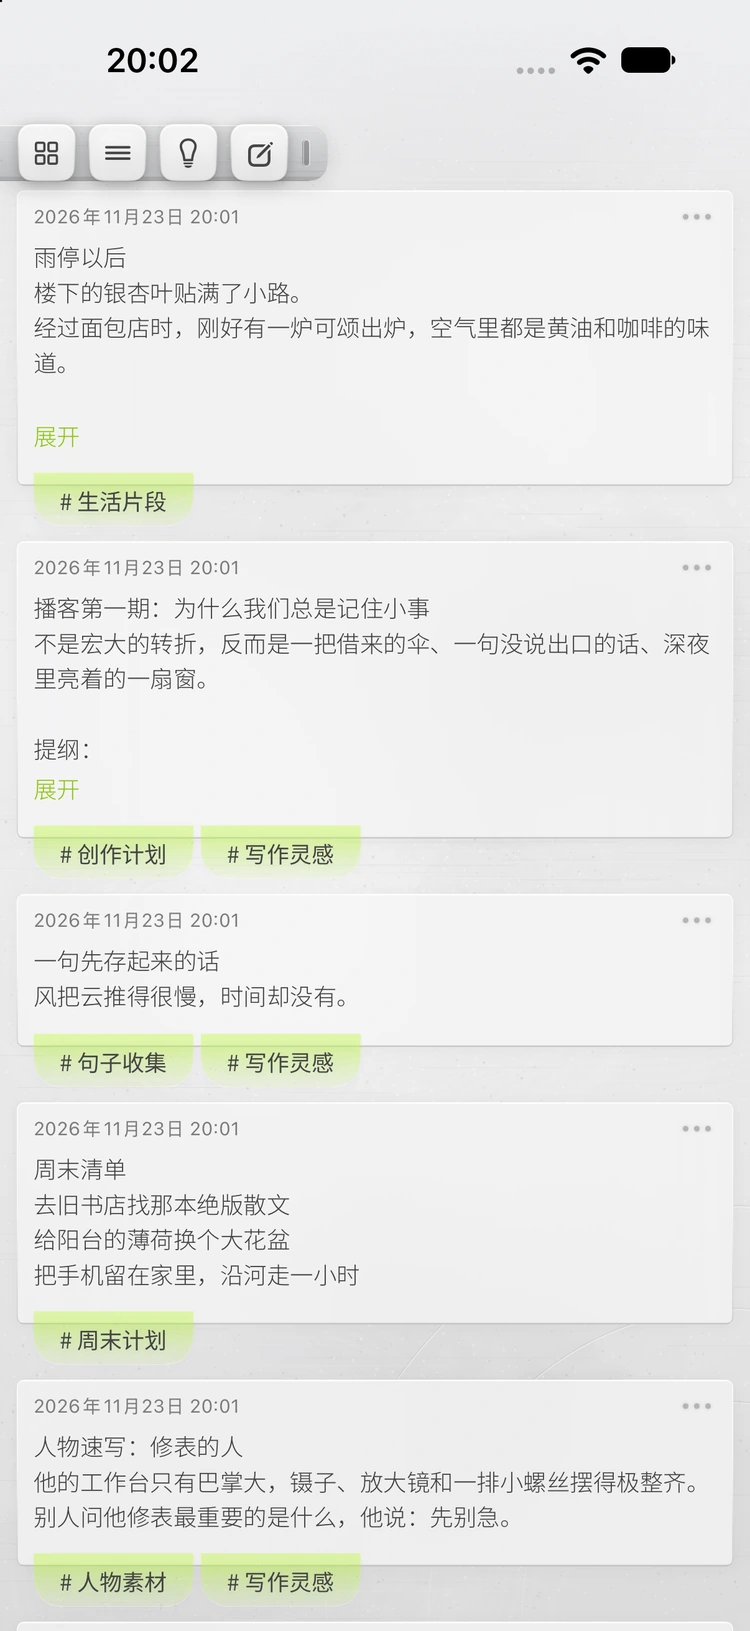 20:02
2026年11月23日 20:01
雨停以后
楼下的银杏叶贴满了小路。
经过面包店时，刚好有一炉可颂出炉，空气里都是黄油和咖啡的味
道。
展开
# 生活片段
2026年11月23日 20:01
播客第一期：为什么我们总是记住小事
不是宏大的转折，反而是一把借来的伞、一句没说出口的话、深夜
里亮着的一扇窗。
提纲：
展开
# 创作计划 # 写作灵感
2026年11月23日 20:01
一句先存起来的话
风把云推得很慢，时间却没有。
# 句子收集 # 写作灵感
2026年11月23日 20:01
周末清单
去旧书店找那本绝版散文
给阳台的薄荷换个大花盆
把手机留在家里，沿河走一小时
# 周末计划
2026年11月23日 20:01
人物速写：修表的人
他的工作台只有巴掌大，镊子、放大镜和一排小螺丝摆得极整齐。
别人问他修表最重要的是什么，他说：先别急。
# 人物素材 # 写作灵感